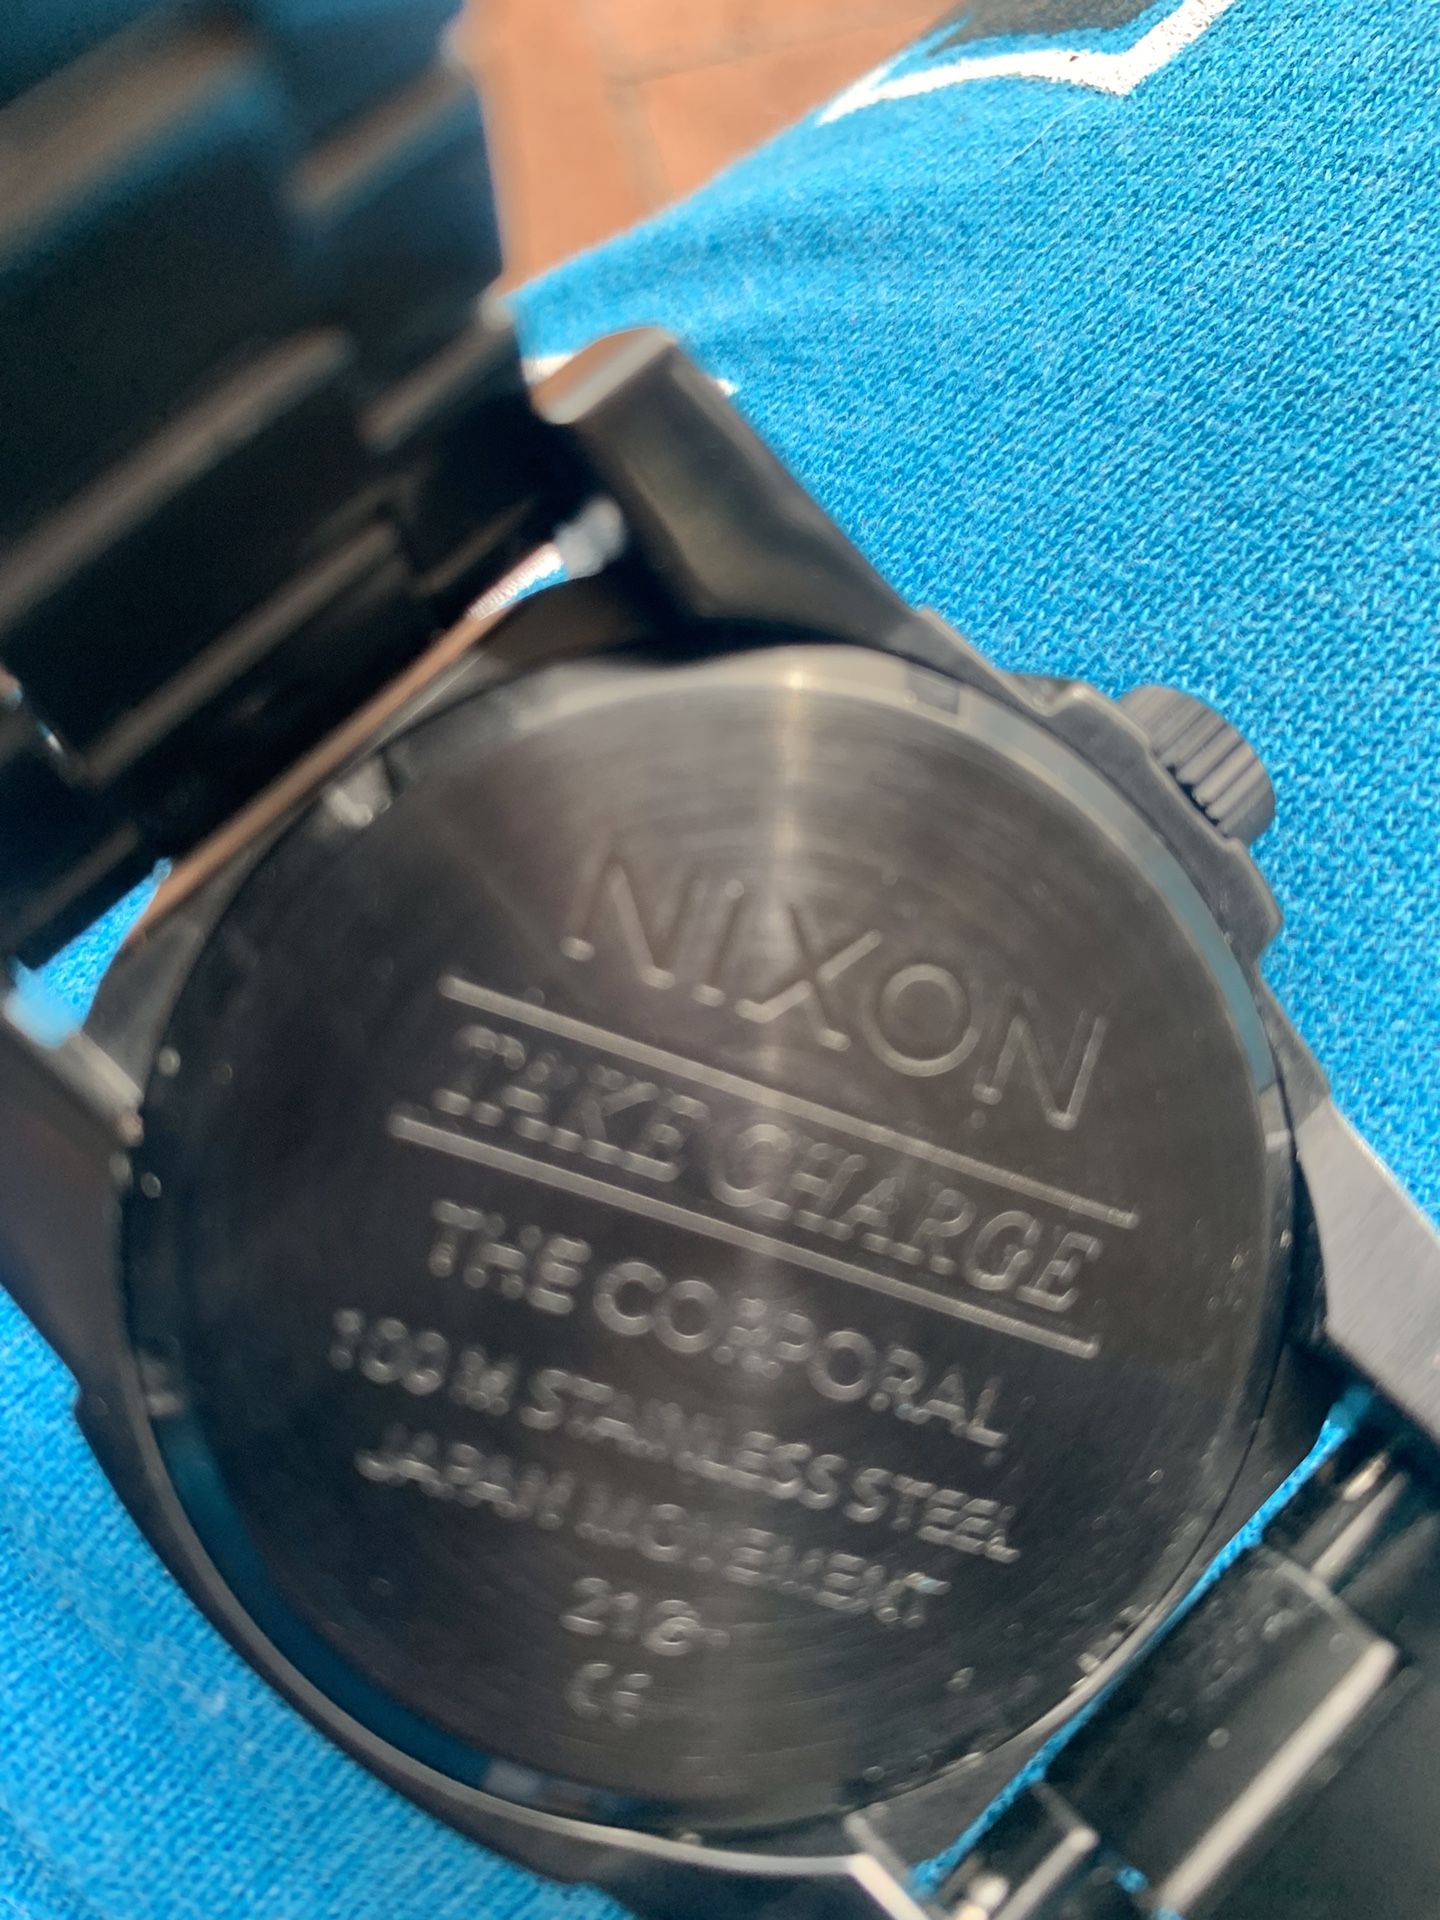 NIXON
TAKE CHARGE
THE CORPORAL
100 M STAINLESS STEEL
JAPAN MOVEMENT
CE